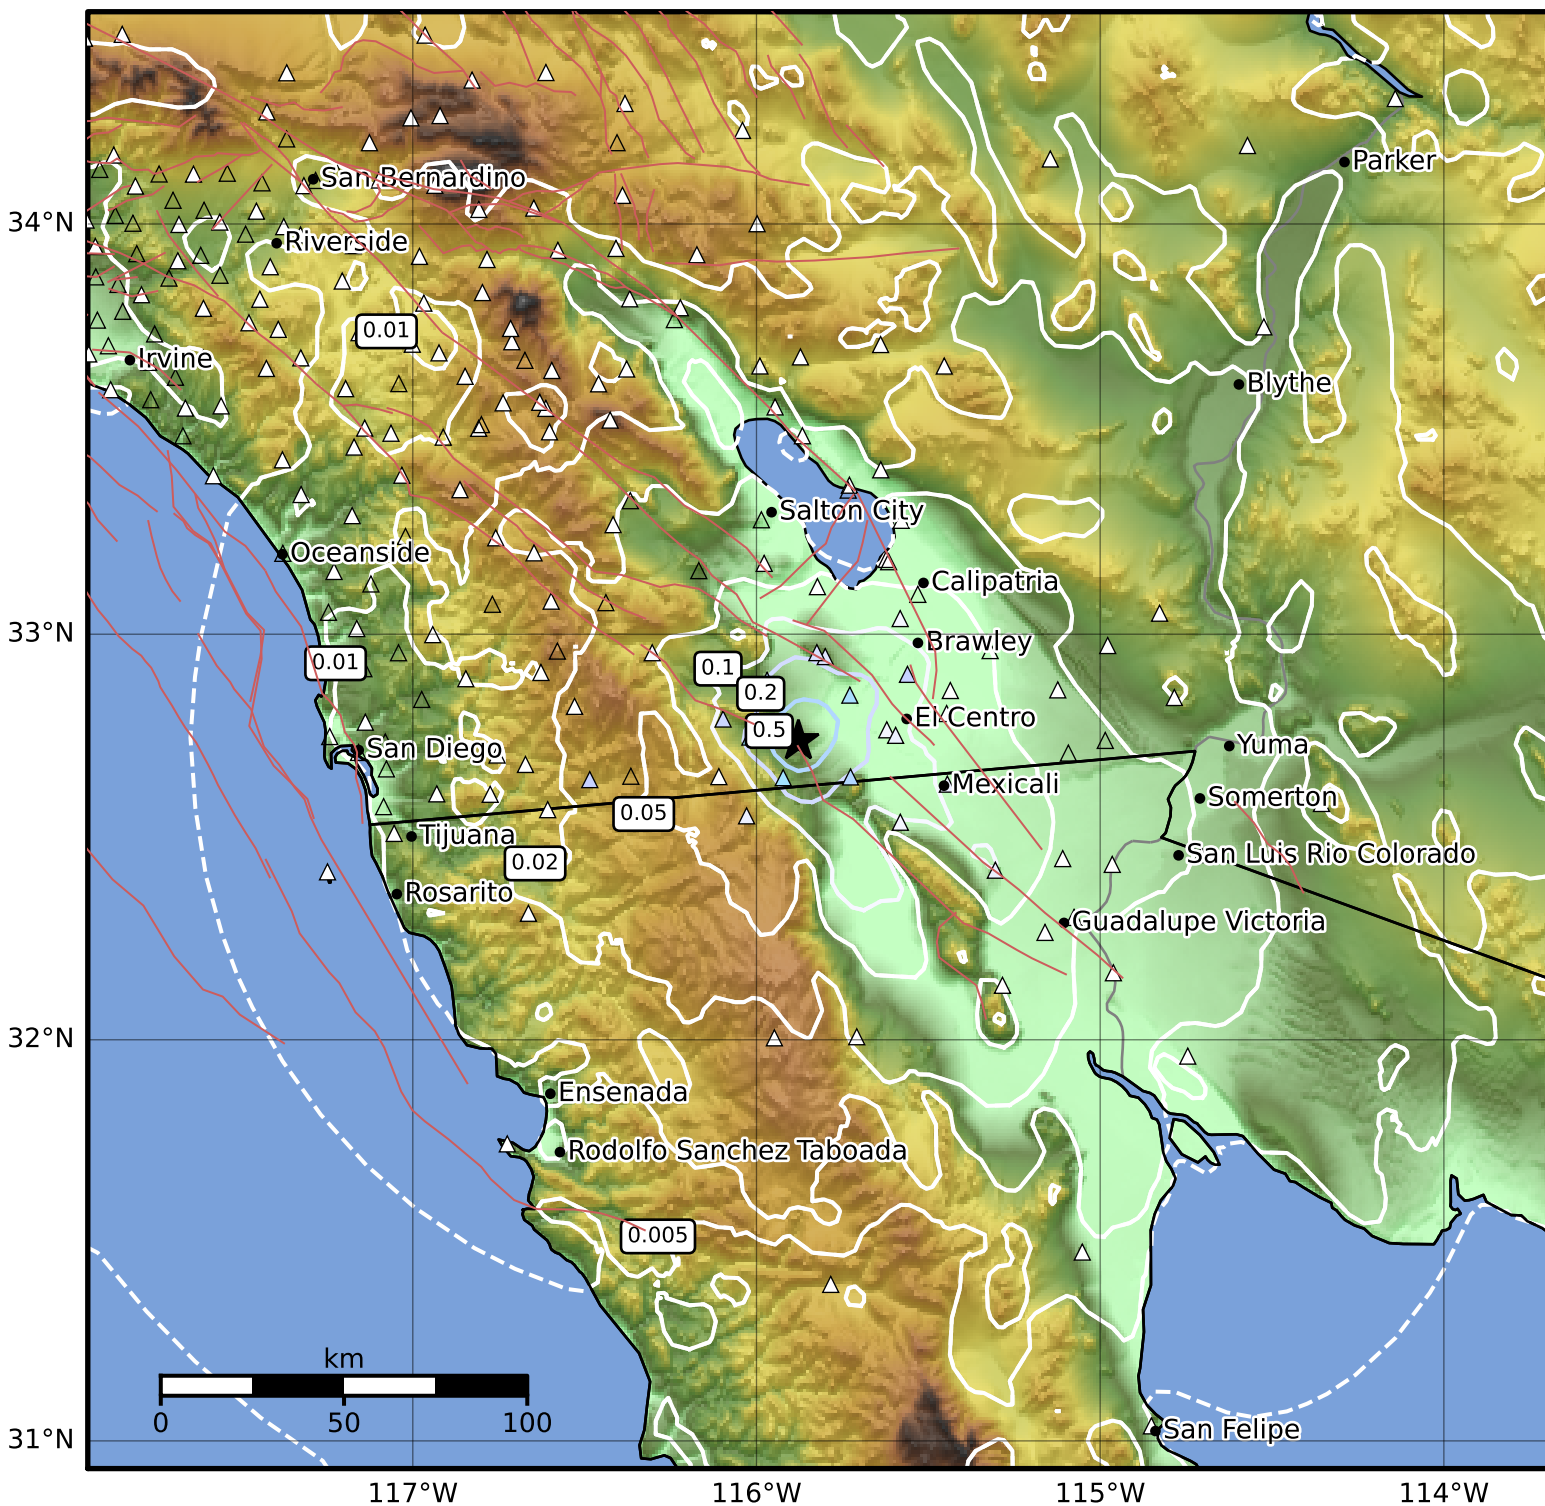 Parker
San Bernardino
34°N
Riverside
0.01
Irvine
Blythe
Salton City
Oceanside
Calipatria
33°N
Brawley
0.01
0.1
0.2
El Centro
0.5
San Diego
Yuma
Mexicali
Somerton
0.05
Tijuana
San Luis Rio Colorado
0.02
Rosarito
Guadalupe Victoria
32°N
Ensenada
Rodolfo Sanchez Taboada
0.005
km
0 50 100
San Felipe
31°N
117°W 116°W 115°W 114°W